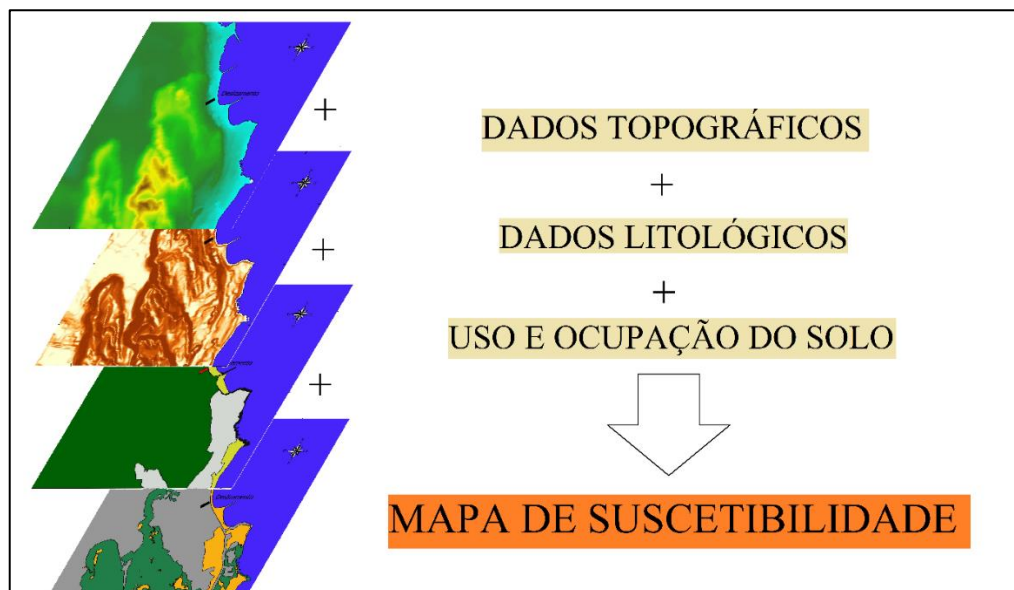 DADOS TOPOGRÁFICOS
+
DADOS LITOLÓGICOS
+
USO E OCUPAÇÃO DO SOLO
MAPA DE SUSCETIBILIDADE
+
+
+